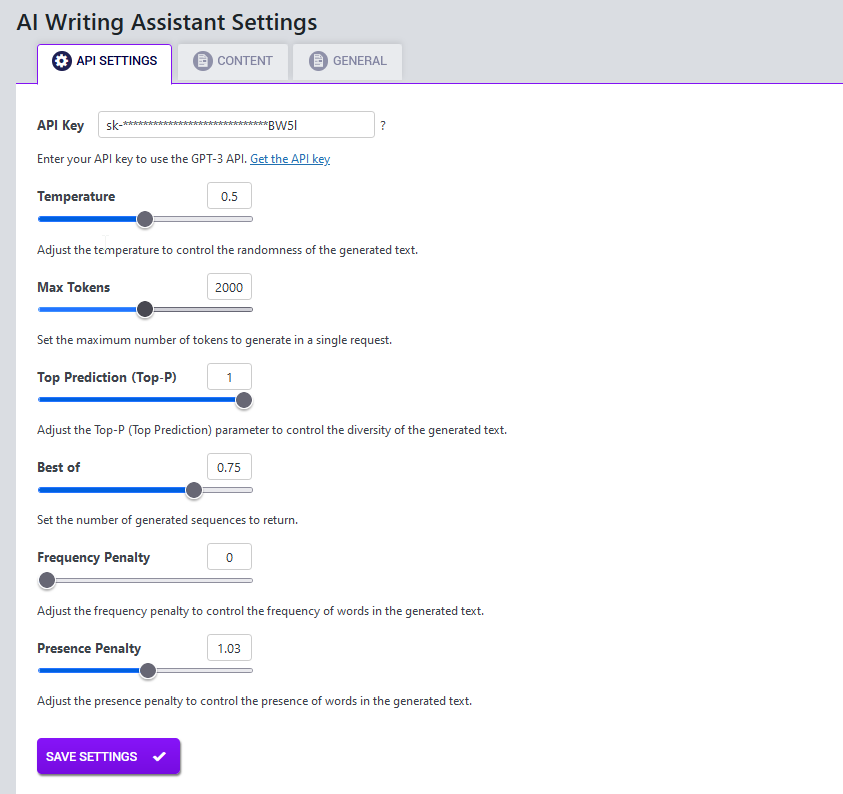 AI Writing Assistant Settings
API SETTINGS CONTENT GENERAL
API Key sk-*****************************BW5l ?
Enter your API key to use the GPT-3 API. Get the API key
Temperature 0.5
Adjust the temperature to control the randomness of the generated text.
Max Tokens 2000
Set the maximum number of tokens to generate in a single request.
Top Prediction (Top-P) 1
Adjust the Top-P (Top Prediction) parameter to control the diversity of the generated text.
Best of 0.75
Set the number of generated sequences to return.
Frequency Penalty 0
Adjust the frequency penalty to control the frequency of words in the generated text.
Presence Penalty 1.03
Adjust the presence penalty to control the presence of words in the generated text.
SAVE SETTINGS